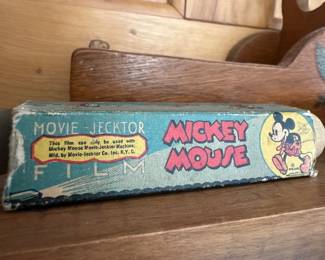 MOVIE-JECKTOR
This film can only be used with
Mickey Mouse Movie-Jecktor Machine.
Mfd. by Movie-Jecktor Co. Inc. N.Y.C.
FILM
MICKEY
MOUSE